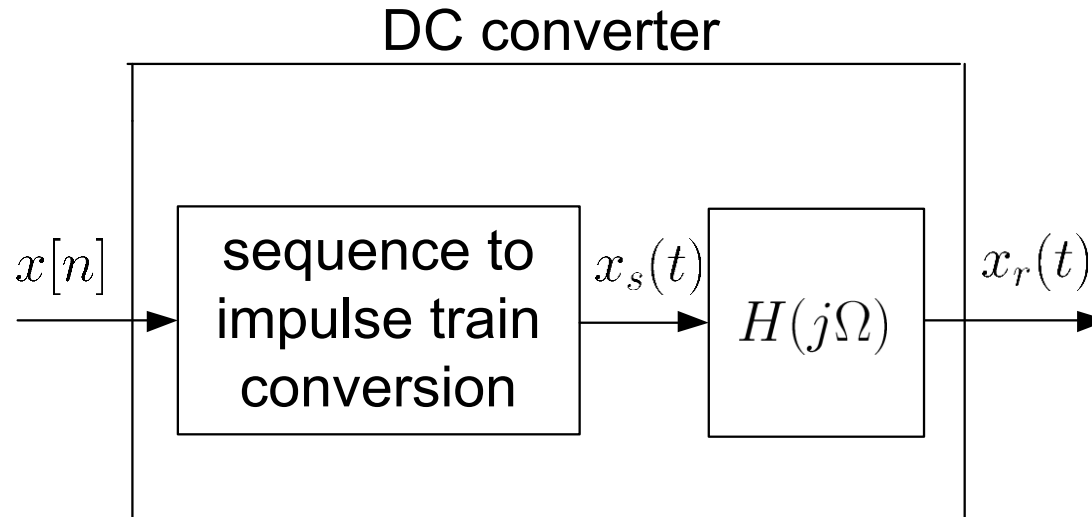 DC converter
x[n]
sequence to
impulse train
conversion
x_s(t)
H(jΩ)
x_r(t)